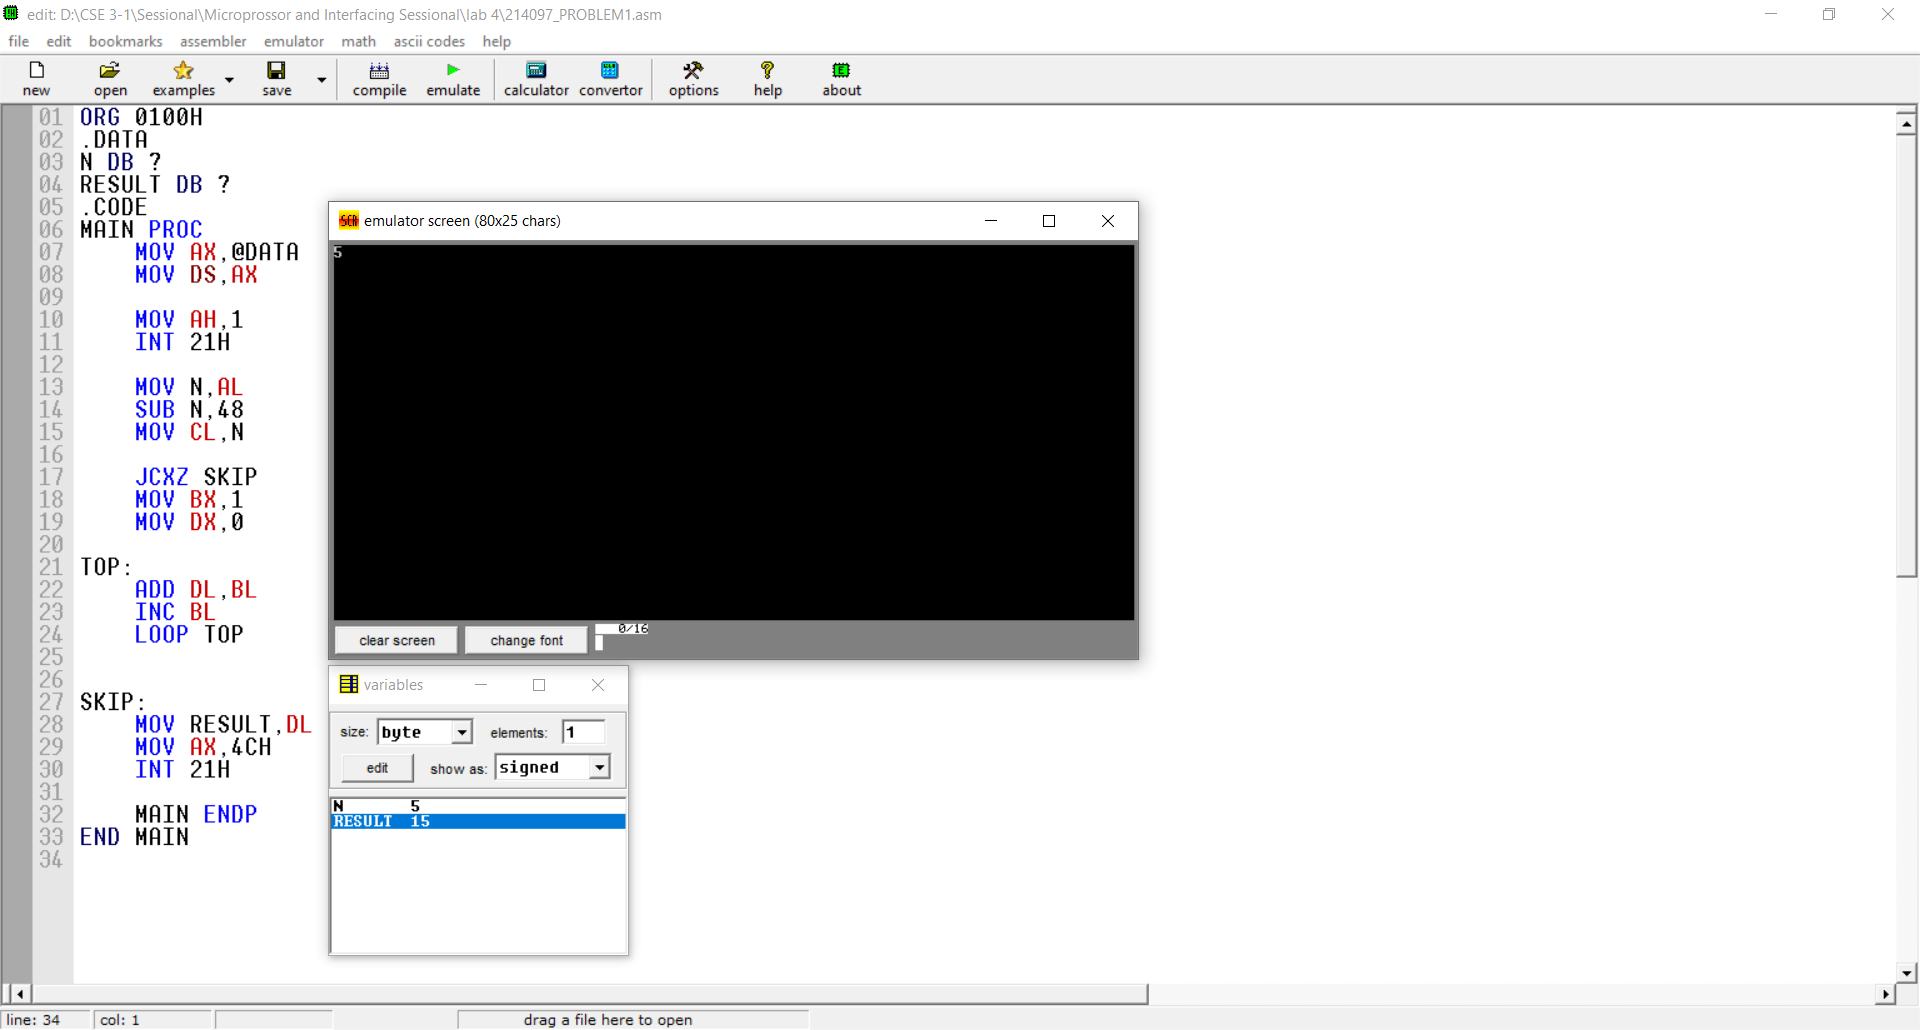 edit: D:\CSE 3-1\Sessional\Microprossor and Interfacing Sessional\lab 4\214097_PROBLEM1.asm
file edit bookmarks assembler emulator math ascii codes help
new open examples save compile emulate calculator convertor options help about
01 ORG 0100H
02 .DATA
03 N DB ?
04 RESULT DB ?
05 .CODE
06 MAIN PROC
07 MOV AX,@DATA
08 MOV DS,AX
09
10 MOV AH,1
11 INT 21H
12
13 MOV N,AL
14 SUB N,48
15 MOV CL,N
16
17 JCXZ SKIP
18 MOV BX,1
19 MOV DX,0
20
21 TOP:
22 ADD DL,BL
23 INC BL
24 LOOP TOP
25
26
27 SKIP:
28 MOV RESULT,DL
29 MOV AX,4CH
30 INT 21H
31
32 MAIN ENDP
33 END MAIN
34
SCR emulator screen (80x25 chars)
5
clear screen change font 0/16
variables
size: byte elements: 1
edit show as: signed
N 5
RESULT 15
line: 34 col: 1 drag a file here to open